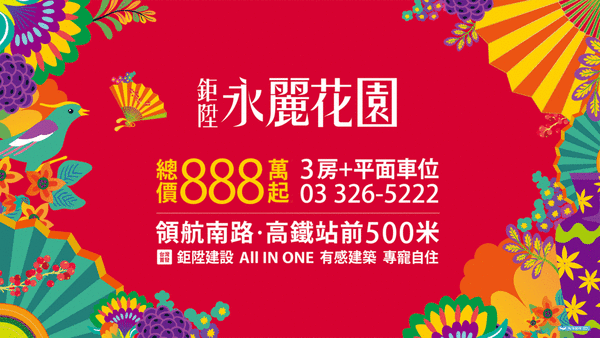 鉅陞 永麗花園
總價888萬起
3房+平面車位
03 326-5222
領航南路·高鐵站前500米
鉅陞建設 All IN ONE 有感建築 專寵自住